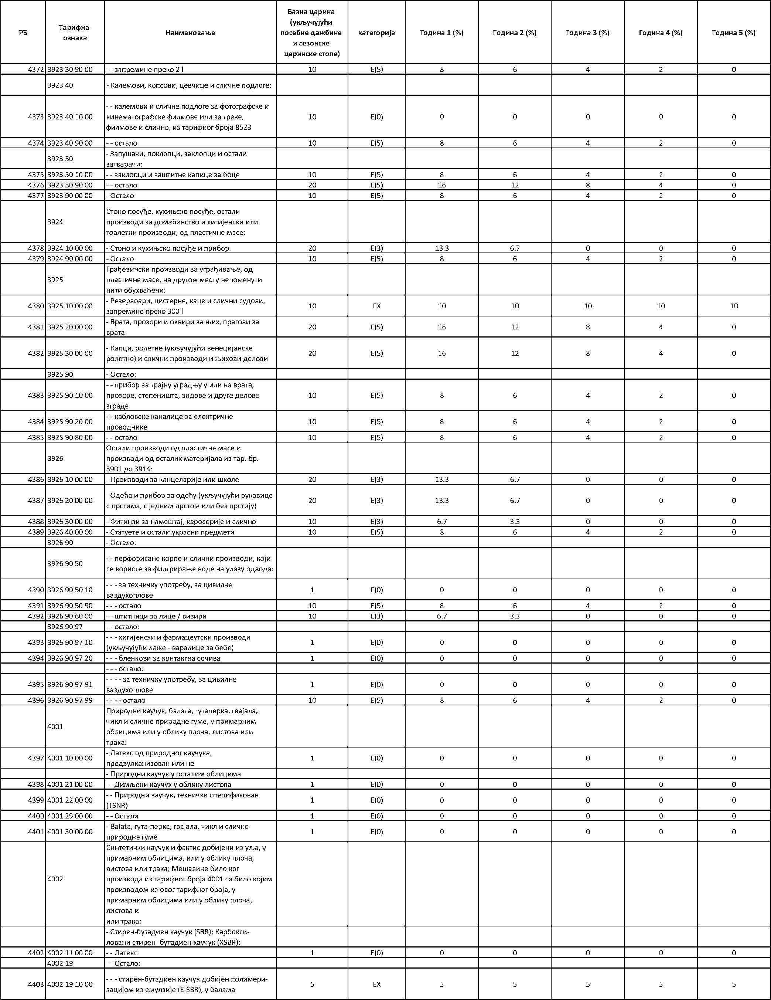 РБ Тарифна ознака Наименовање Базна царина (укључујући посебне дажбине и сезонске царинске стопе) категорија Година 1 (%) Година 2 (%) Година 3 (%) Година 4 (%) Година 5 (%)
4372 3923 30 90 00 - - запремине преко 2 l 10 E(5) 8 6 4 2 0
3923 40 - Калемови, копсови, цевчице и сличне подлоге:
- - калемови и сличне подлоге за фотографске и
4373 3923 40 10 00 кинематографске филмове или за траке, 10 E(0) 0 0 0 0 0
филмове и слично, из тарифног броја 8523
4374 3923 40 90 00 - - остало 10 E(5) 8 6 4 2 0
3923 50 - Запушачи, поклопци, заклопци и остали
затварачи:
4375 3923 50 10 00 - - заклопци и заштитне капице за боце 10 E(5) 8 6 4 2 0
4376 3923 50 90 00 - - остало 20 E(5) 16 12 8 4 0
4377 3923 90 00 00 - Остало 10 E(5) 8 6 4 2 0
Стоно посуђе, кухињско посуђе, остали
3924 производи за домаћинство и хигијенски или
тоалетни производи, од пластичне масе:
4378 3924 10 00 00 - Стоно и кухињско посуђе и прибор 20 E(3) 13.3 6.7 0 0 0
4379 3924 90 00 00 - Остало 10 E(5) 8 6 4 2 0
Грађевински производи за уграђивање, од
3925 пластичне масе, на другом месту непоменути
нити обухваћени:
4380 3925 10 00 00 - Резервоари, цистерне, каце и слични судови, 10 EX 10 10 10 10 10
запремине преко 300 l
4381 3925 20 00 00 - Врата, прозори и оквири за њих, прагови за 20 E(5) 16 12 8 4 0
врата
4382 3925 30 00 00 - Капци, ролетне (укључујући венецијанске 20 E(5) 16 12 8 4 0
ролетне) и слични производи и њихови делови
3925 90 - Остало:
- - прибор за трајну уградњу у или на врата,
4383 3925 90 10 00 прозоре, степеништа, зидове и друге делове 10 E(5) 8 6 4 2 0
зграде
4384 3925 90 20 00 - - кабловске каналице за електричне 10 E(5) 8 6 4 2 0
проводнике
4385 3925 90 80 00 - - остало 10 E(5) 8 6 4 2 0
Остали производи од пластичне масе и
3926 производи од осталих материјала из тар. бр.
3901 до 3914:
4386 3926 10 00 00 - Производи за канцеларије или школе 20 E(3) 13.3 6.7 0 0 0
4387 3926 20 00 00 - Одећа и прибор за одећу (укључујући рукавице 20 E(3) 13.3 6.7 0 0 0
с прстима, с једним прстом или без прстију)
4388 3926 30 00 00 - Фитинзи за намештај, каросерије и слично 10 E(3) 6.7 3.3 0 0 0
4389 3926 40 00 00 - Статуете и остали украсни предмети 10 E(5) 8 6 4 2 0
3926 90 - Остало:
3926 90 50 - - перфорисане корпе и слични производи, који
се користе за филтрирање воде на улазу одвода:
4390 3926 90 50 10 - - - за техничку употребу, за цивилне 1 E(0) 0 0 0 0 0
ваздухоплове
4391 3926 90 50 90 - - - остало 10 E(5) 8 6 4 2 0
4392 3926 90 60 00 - - штитници за лице / визири 10 E(3) 6.7 3.3 0 0 0
3926 90 97 - - остало:
4393 3926 90 97 10 - - - хигијенски и фармацеутски производи 1 E(0) 0 0 0 0 0
(укључујући лаже - варалице за бебе)
4394 3926 90 97 20 - - - бленкови за контактна сочива 1 E(0) 0 0 0 0 0
- - - остало:
4395 3926 90 97 91 - - - - за техничку употребу, за цивилне 1 E(0) 0 0 0 0 0
ваздухоплове
4396 3926 90 97 99 - - - - остало 10 E(5) 8 6 4 2 0
Природни каучук, балата, гутаперка, гвајала,
4001 чикл и сличне природне гуме, у примарним
облицима или у облику плоча, листова или
трака:
4397 4001 10 00 00 - Латекс од природног каучука, 1 E(0) 0 0 0 0 0
предвулканизован или не
- Природни каучук у осталим облицима:
4398 4001 21 00 00 - - Димљени каучук у облику листова 1 E(0) 0 0 0 0 0
4399 4001 22 00 00 - - Природни каучук, технички спецификован 1 E(0) 0 0 0 0 0
(TSNR)
4400 4001 29 00 00 - - Остали 1 E(0) 0 0 0 0 0
4401 4001 30 00 00 - Balata, гута-перка, гвајала, чикл и сличне 1 E(0) 0 0 0 0 0
природне гуме
Синтетички каучук и фактис добијени из уља, у
примарним облицима, или у облику плоча,
листова или трака; Мешавине било ког
4002 производа из тарифног броја 4001 са било којим
производом из овог тарифног броја, у
примарним облицима или у облику плоча,
листова и
или трака:
- Стирен-бутадиен каучук (SBR); Карбокси-
ловани стирен- бутадиен каучук (XSBR):
4402 4002 11 00 00 - - Латекс 1 E(0) 0 0 0 0 0
4002 19 - - Остало:
4403 4002 19 10 00 - - - стирен-бутадиен каучук добијен полимери- 5 EX 5 5 5 5 5
зацијом из емулзије (E-SBR), у балама